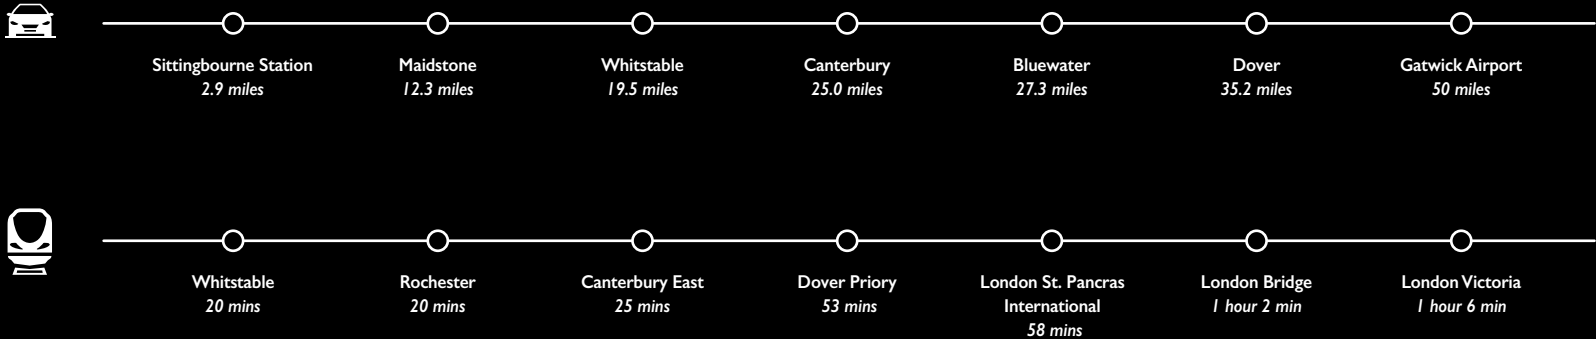 Sittingbourne Station
2.9 miles
Maidstone
12.3 miles
Whitstable
19.5 miles
Canterbury
25.0 miles
Bluewater
27.3 miles
Dover
35.2 miles
Gatwick Airport
50 miles
Whitstable
20 mins
Rochester
20 mins
Canterbury East
25 mins
Dover Priory
53 mins
London St. Pancras
International
58 mins
London Bridge
1 hour 2 min
London Victoria
1 hour 6 min